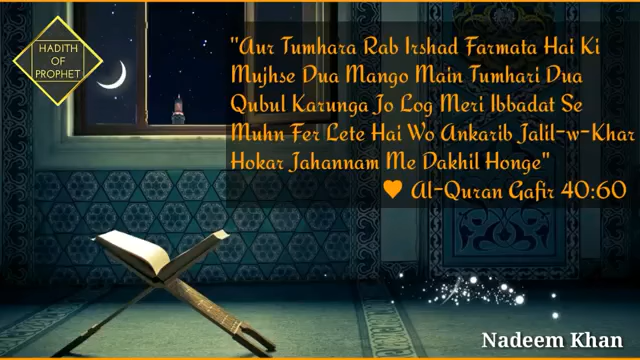 HADITH
OF
PROPHET
"Aur Tumhara Rab Irshad Farmata Hai Ki
Mujhse Dua Mango Main Tumhari Dua
Qubul Karunga Jo Log Meri Ibbadat Se
Muhn Fer Lete Hai Wo Ankarib Jalil-w-Khar
Hokar Jahannam Me Dakhil Honge"
♥ Al-Quran Gafir 40:60
Nadeem Khan